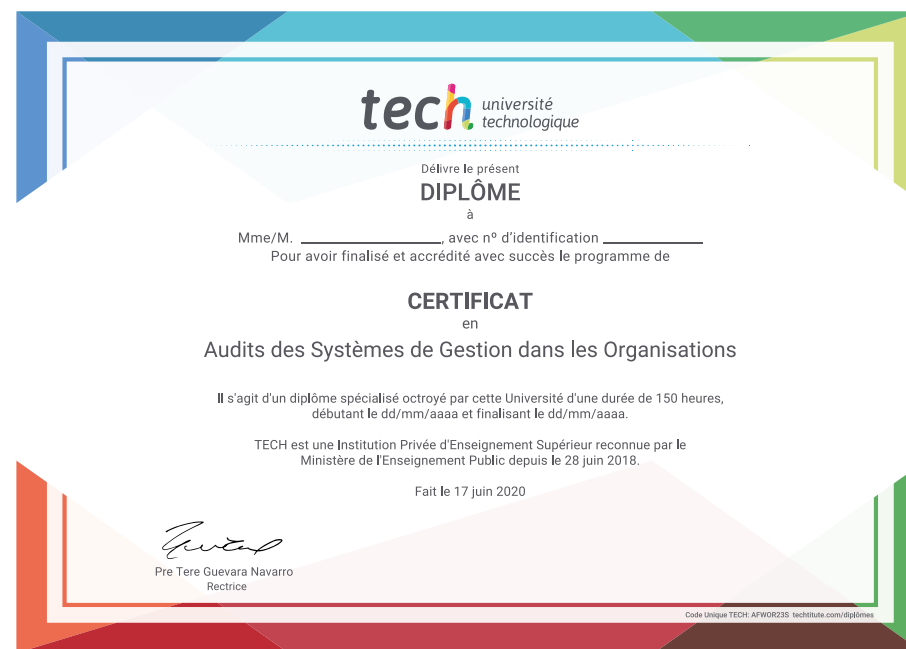 tech université
technologique
Délivre le présent
DIPLÔME
à
Mme/M. ____________________, avec nº d'identification ______________
Pour avoir finalisé et accrédité avec succès le programme de
CERTIFICAT
en
Audits des Systèmes de Gestion dans les Organisations
Il s'agit d'un diplôme spécialisé octroyé par cette Université d'une durée de 150 heures,
débutant le dd/mm/aaaa et finalisant le dd/mm/aaaa.
TECH est une Institution Privée d'Enseignement Supérieur reconnue par le
Ministère de l'Enseignement Public depuis le 28 juin 2018.
Fait le 17 juin 2020
Pre Tere Guevara Navarro
Rectrice
Code Unique TECH: AFWOR23S techtitute.com/diplômes